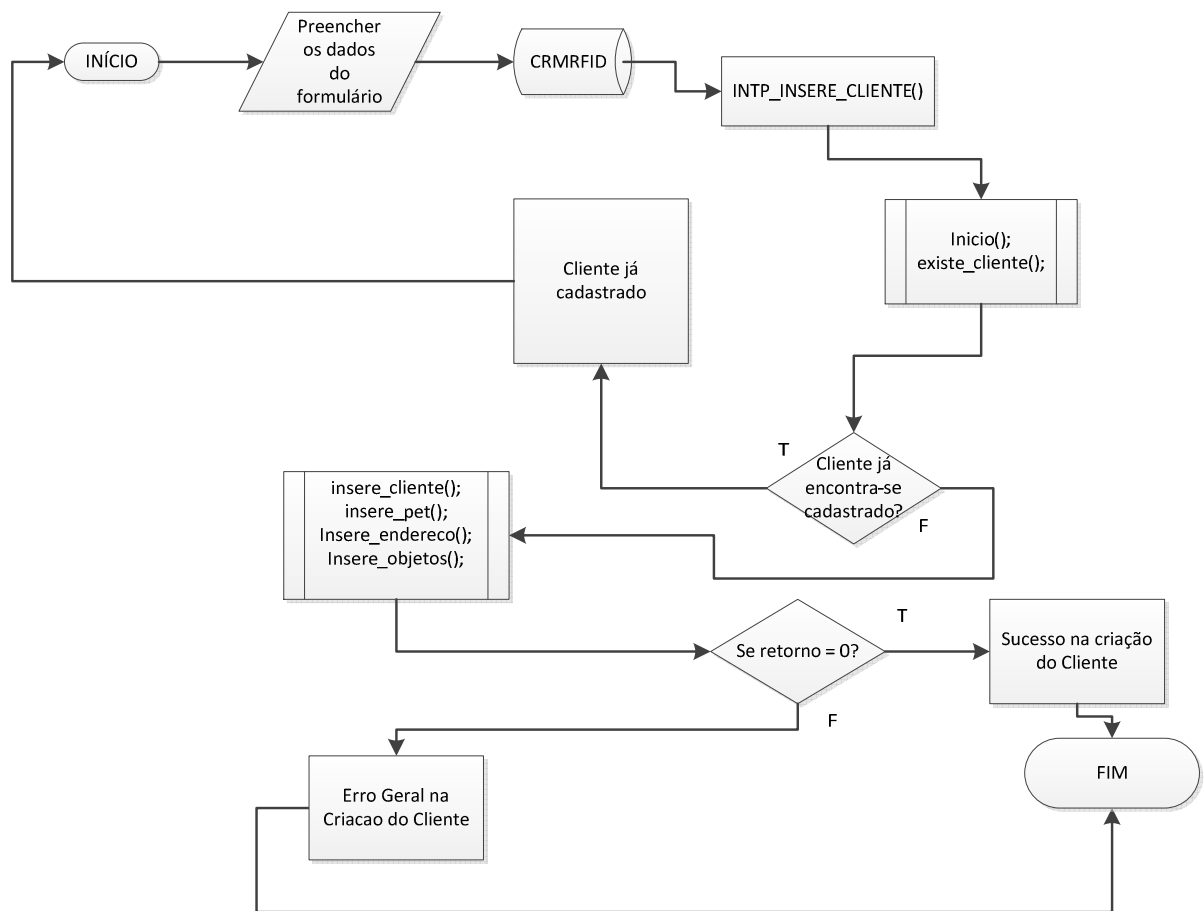 INÍCIO
Preencher
os dados
do
formulário
CRMRFID
INTP_INSERE_CLIENTE()
Inicio();
existe_cliente();
Cliente já
cadastrado
T
Cliente já
encontra-se
cadastrado?
F
insere_cliente();
insere_pet();
Insere_endereco();
Insere_objetos();
Se retorno = 0?
T
Sucesso na criação
do Cliente
F
Erro Geral na
Criacao do Cliente
FIM